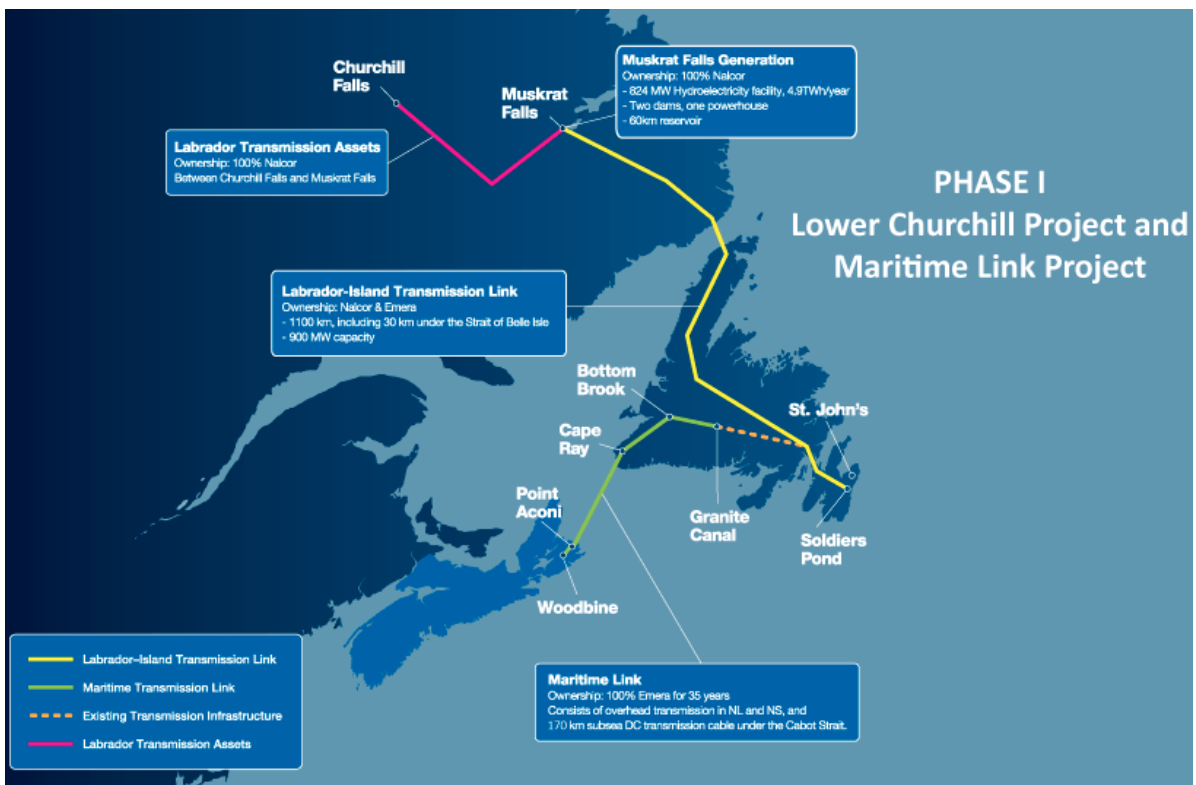 Churchill
Falls
Muskrat
Falls
Muskrat Falls Generation
Ownership: 100% Nalcor
- 824 MW Hydroelectricity facility, 4.9TWh/year
- Two dams, one powerhouse
- 60km reservoir
Labrador Transmission Assets
Ownership: 100% Nalcor
Between Churchill Falls and Muskrat Falls
PHASE I
Lower Churchill Project and
Maritime Link Project
Labrador-Island Transmission Link
Ownership: Nalcor & Emera
- 1100 km, including 30 km under the Strait of Belle Isle
- 900 MW capacity
Bottom
Brook
St. John's
Cape
Ray
Point
Aconi
Granite
Canal
Soldiers
Pond
Woodbine
Labrador–Island Transmission Link
Maritime Transmission Link
Existing Transmission Infrastructure
Labrador Transmission Assets
Maritime Link
Ownership: 100% Emera for 35 years
Consists of overhead transmission in NL and NS, and
170 km subsea DC transmission cable under the Cabot Strait.